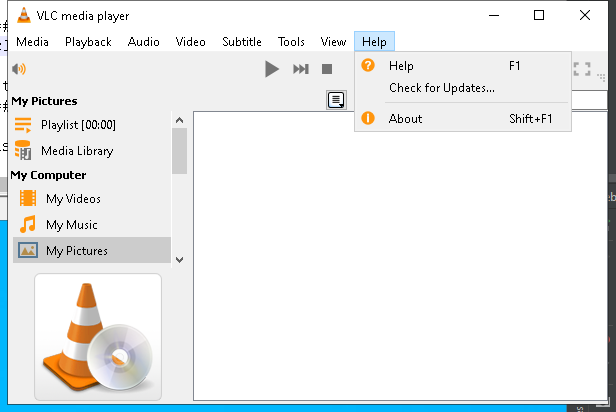 VLC media player
Media Playback Audio Video Subtitle Tools View Help
Help F1
Check for Updates...
About Shift+F1
My Pictures
Playlist [00:00]
Media Library
My Computer
My Videos
My Music
My Pictures